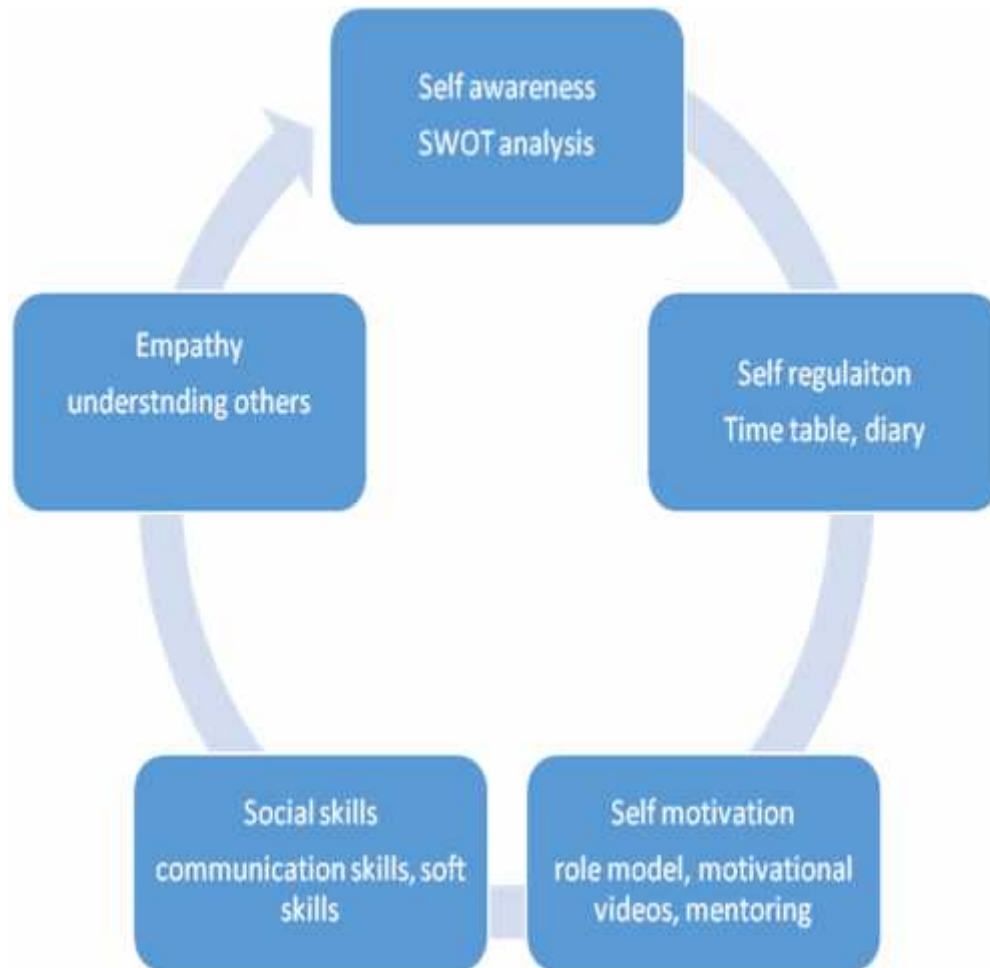 Self awareness
SWOT analysis
Self regulaiton
Time table, diary
Self motivation
role model, motivational
videos, mentoring
Social skills
communication skills, soft
skills
Empathy
understnding others